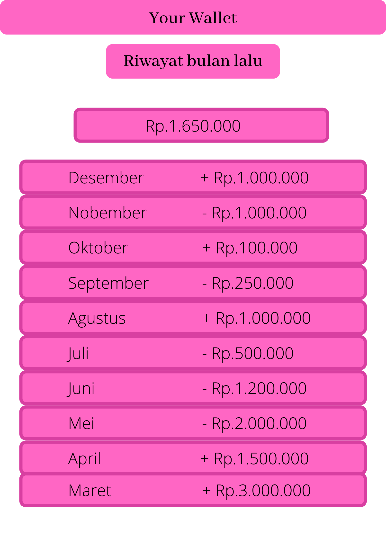 Your Wallet
Riwayat bulan lalu
Rp.1.650.000
Desember + Rp.1.000.000
Nobember - Rp.1.000.000
Oktober + Rp.100.000
September - Rp.250.000
Agustus + Rp.1.000.000
Juli - Rp.500.000
Juni - Rp.1.200.000
Mei - Rp.2.000.000
April + Rp.1.500.000
Maret + Rp.3.000.000